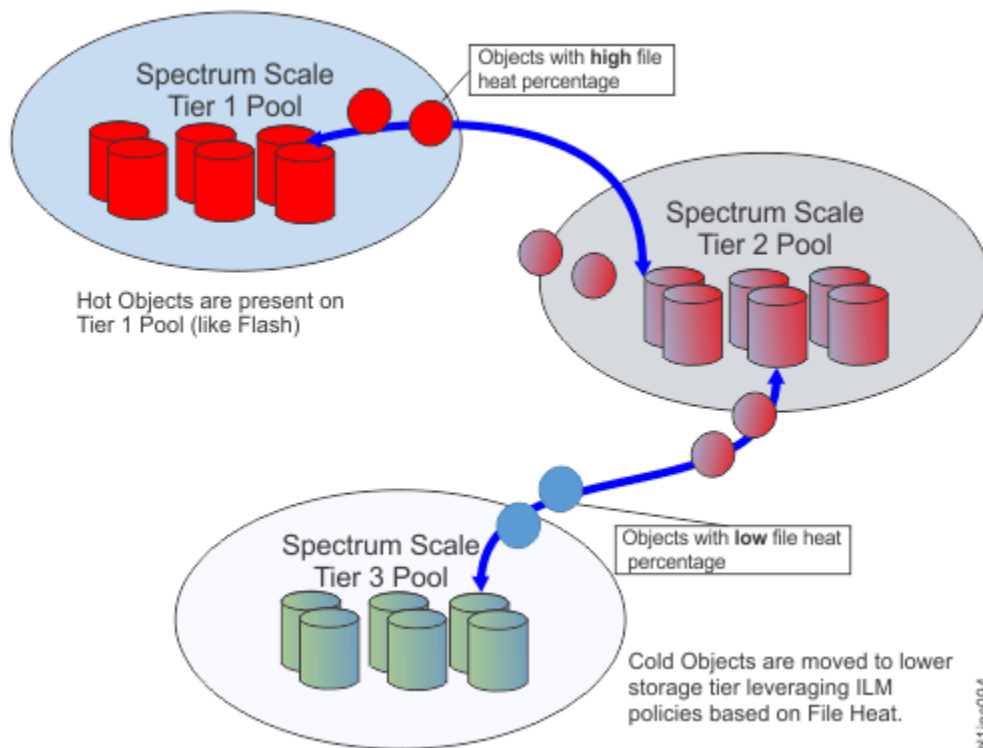 Objects with high file
heat percentage
Spectrum Scale
Tier 1 Pool
Spectrum Scale
Tier 2 Pool
Hot Objects are present on
Tier 1 Pool (like Flash)
Objects with low file heat
percentage
Spectrum Scale
Tier 3 Pool
Cold Objects are moved to lower
storage tier leveraging ILM
policies based on File Heat.